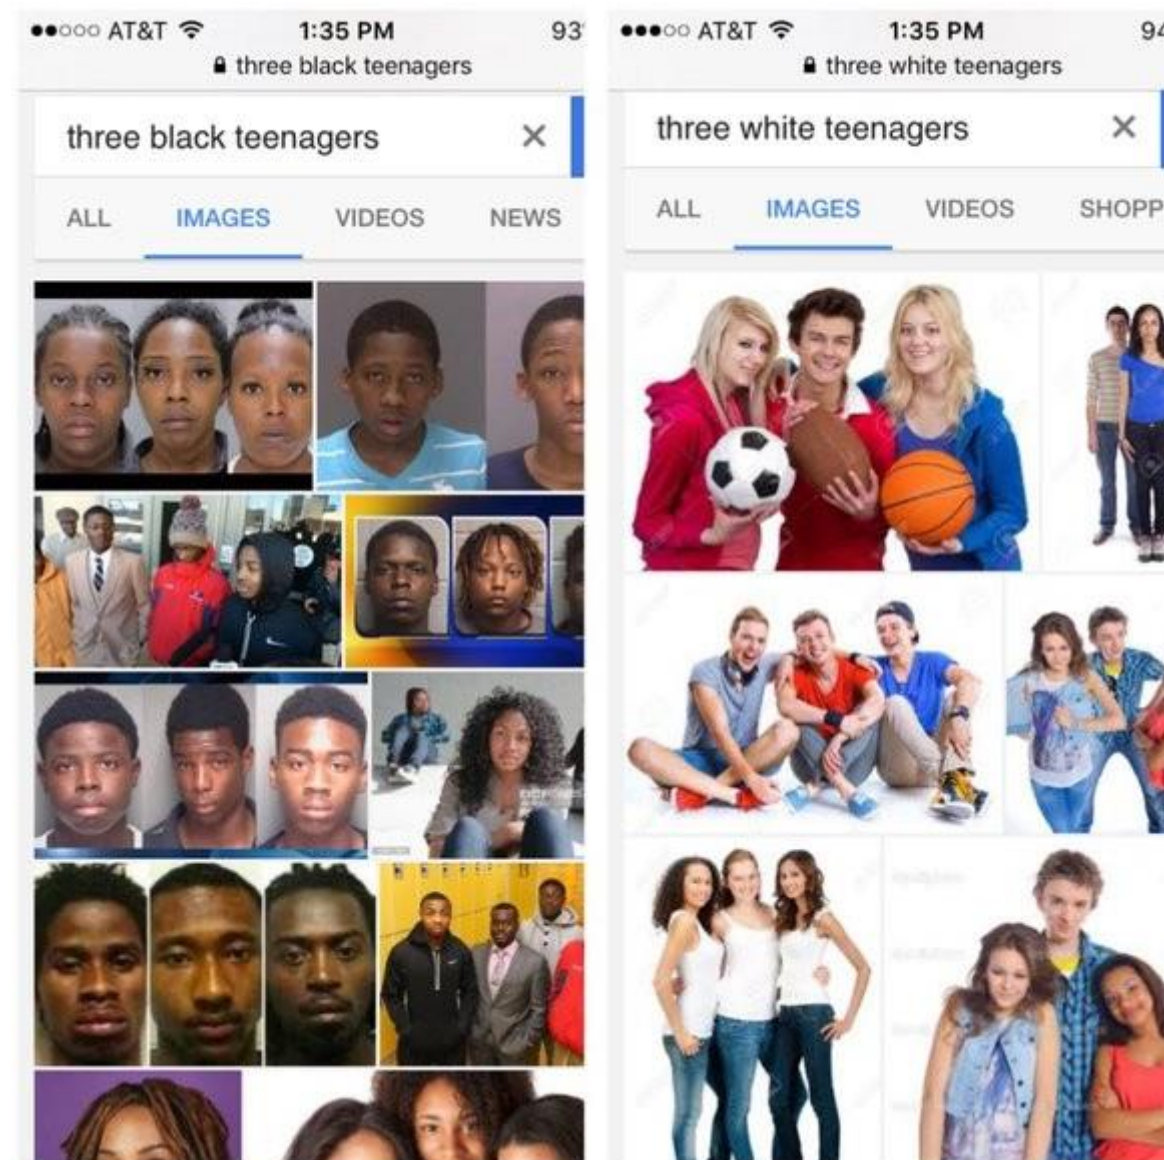 AT&T 1:35 PM 93
three black teenagers
three black teenagers ×
ALL IMAGES VIDEOS NEWS
AT&T 1:35 PM 94
three white teenagers
three white teenagers ×
ALL IMAGES VIDEOS SHOPP